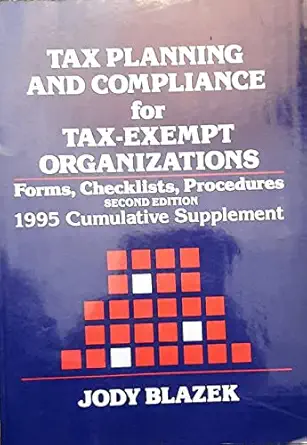 TAX PLANNING
AND COMPLIANCE
for
TAX-EXEMPT
ORGANIZATIONS
Forms, Checklists, Procedures
SECOND EDITION
1995 Cumulative Supplement
JODY BLAZEK